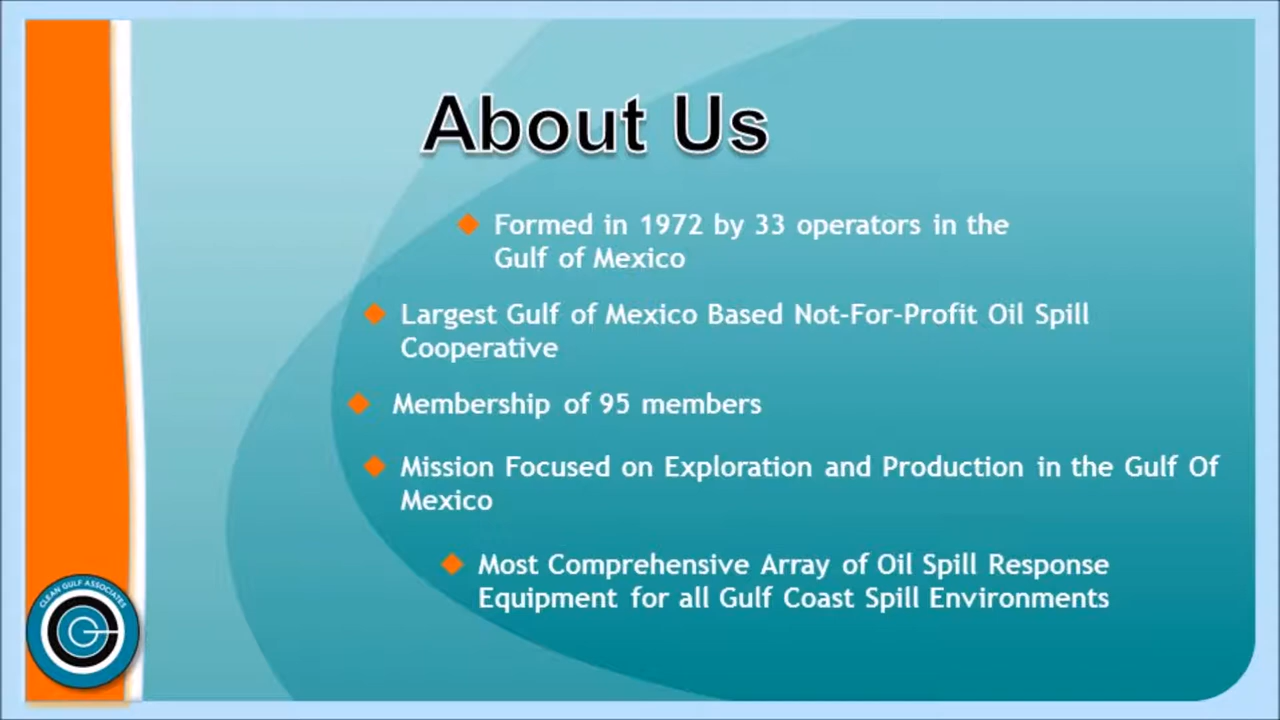 About Us
Formed in 1972 by 33 operators in the
Gulf of Mexico
Largest Gulf of Mexico Based Not-For-Profit Oil Spill
Cooperative
Membership of 95 members
Mission Focused on Exploration and Production in the Gulf Of
Mexico
Most Comprehensive Array of Oil Spill Response
Equipment for all Gulf Coast Spill Environments
CLEAN GULF ASSOCIATES